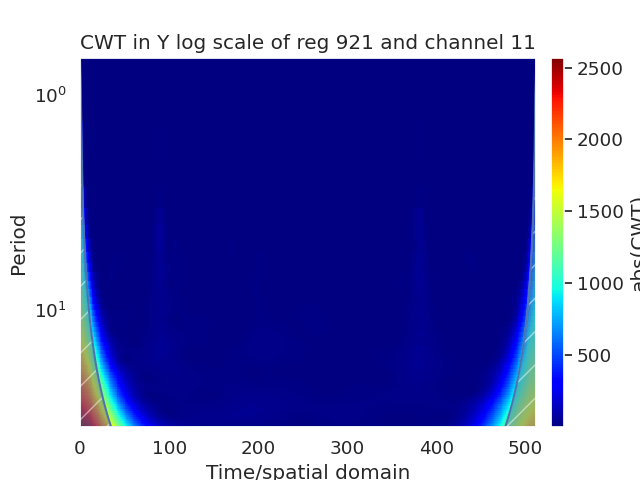 CWT in Y log scale of reg 921 and channel 11
10⁰
10¹
Period
0 100 200 300 400 500
Time/spatial domain
2500
2000
1500
1000
500
abs(CWT)